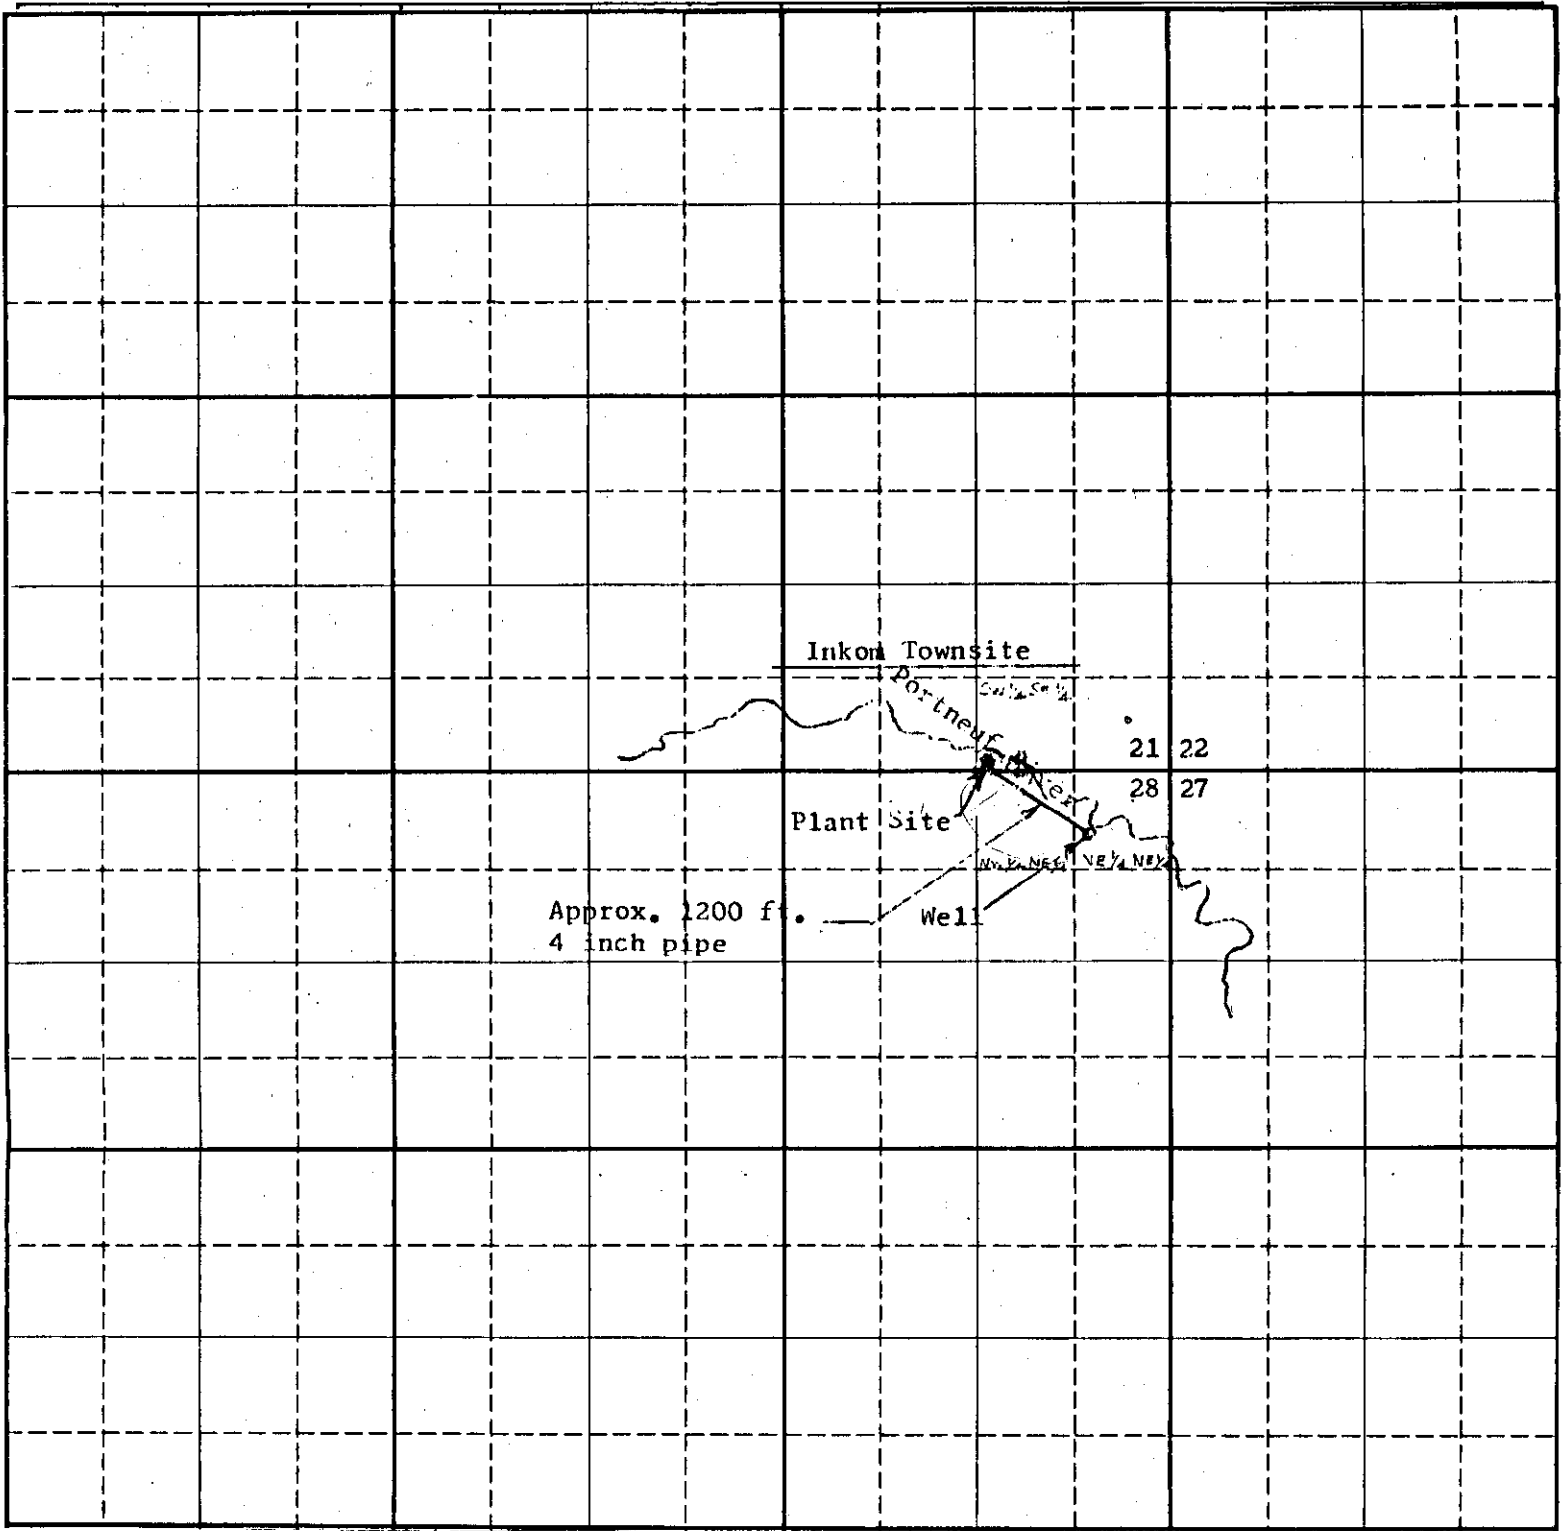 Inkom Townsite
Portneuf River
SW¼ SE¼
21 22
28 27
Plant Site
NW¼ NE¼ NE¼ NE¼
Approx. 1200 ft.
4 inch pipe
Well